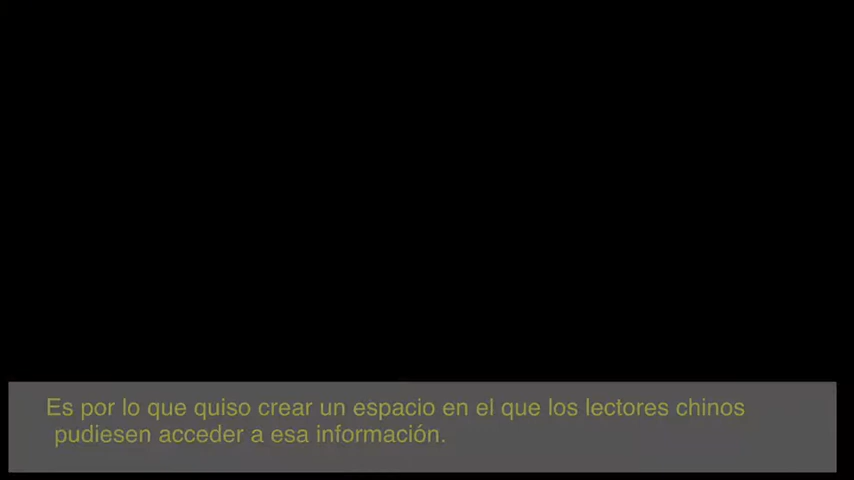 Es por lo que quiso crear un espacio en el que los lectores chinos
pudiesen acceder a esa información.